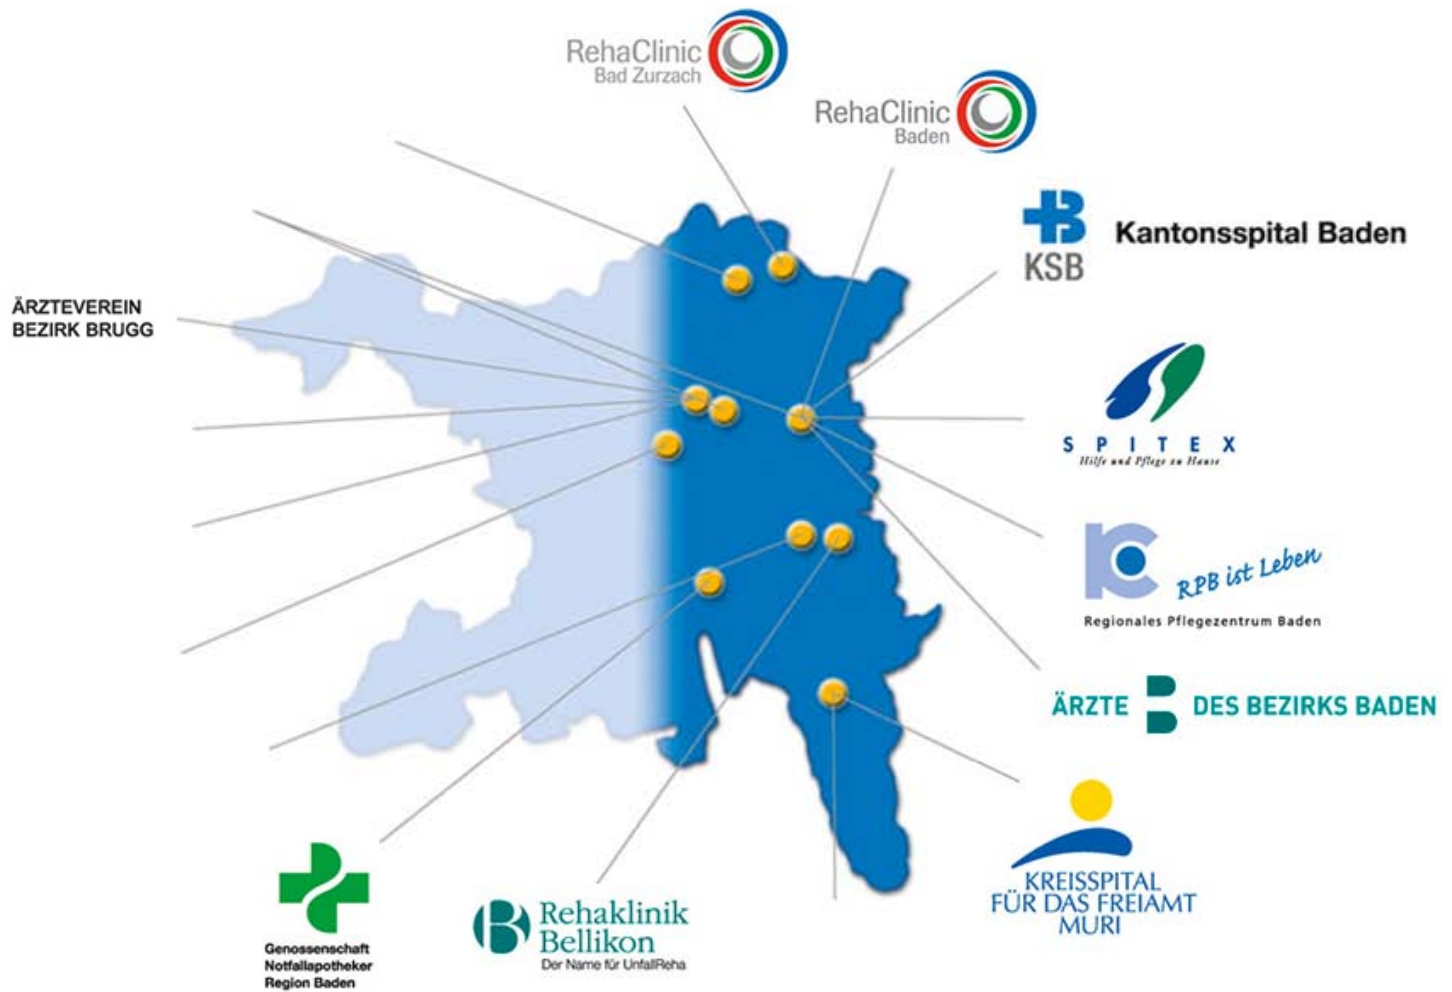 RehaClinic
Bad Zurzach
RehaClinic
Baden
KSB
Kantonsspital Baden
ÄRZTEVEREIN
BEZIRK BRUGG
SPITEX
Hilfe und Pflege zu Hause
RPB ist Leben
Regionales Pflegezentrum Baden
ÄRZTE B DES BEZIRKS BADEN
KREISSPITAL
FÜR DAS FREIAMT
MURI
Genossenschaft
Notfallapotheker
Region Baden
B Rehaklinik
Bellikon
Der Name für UnfallReha